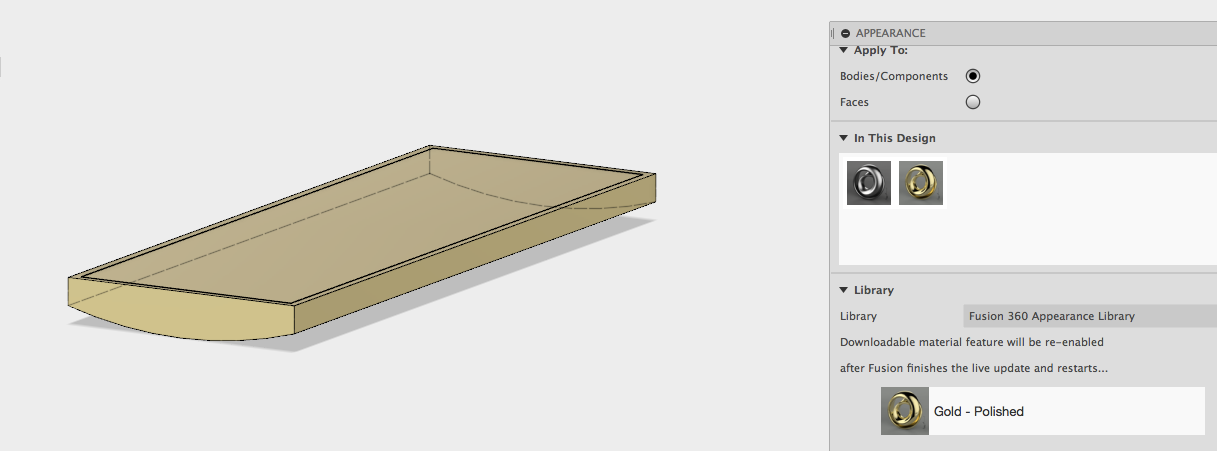 APPEARANCE
Apply To:
Bodies/Components
Faces
In This Design
Library
Library Fusion 360 Appearance Library
Downloadable material feature will be re-enabled
after Fusion finishes the live update and restarts...
Gold - Polished